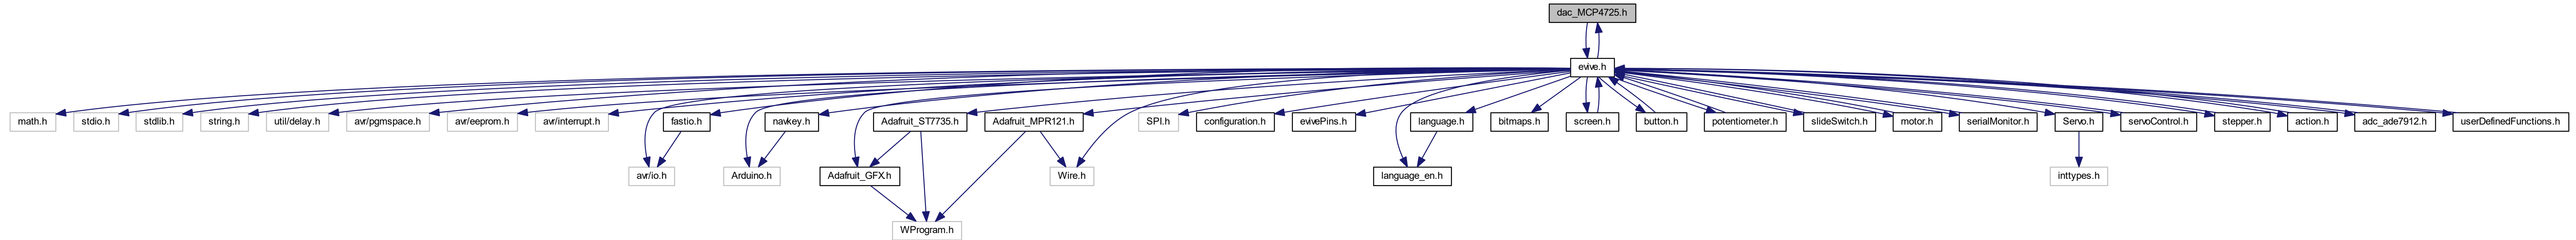 dac_MCP4725.h
evive.h
math.h
stdio.h
stdlib.h
string.h
util/delay.h
avr/pgmspace.h
avr/eeprom.h
avr/interrupt.h
fastio.h
navkey.h
Adafruit_ST7735.h
Adafruit_MPR121.h
SPI.h
configuration.h
evivePins.h
language.h
bitmaps.h
screen.h
button.h
potentiometer.h
slideSwitch.h
motor.h
serialMonitor.h
Servo.h
servoControl.h
stepper.h
action.h
adc_ade7912.h
userDefinedFunctions.h
avr/io.h
Arduino.h
Adafruit_GFX.h
Wire.h
language_en.h
inttypes.h
WProgram.h